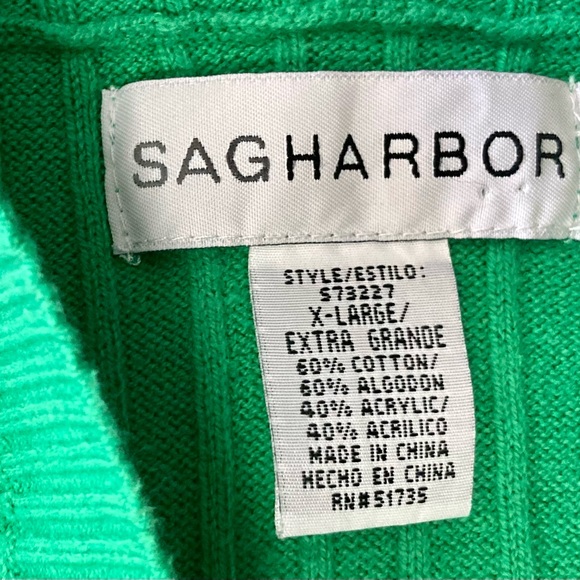 SAGHARBOR
STYLE/ESTILO:
S73227
X-LARGE/
EXTRA GRANDE
60% COTTON/
60% ALGODON
40% ACRYLIC/
40% ACRILICO
MADE IN CHINA
HECHO EN CHINA
RN#51735